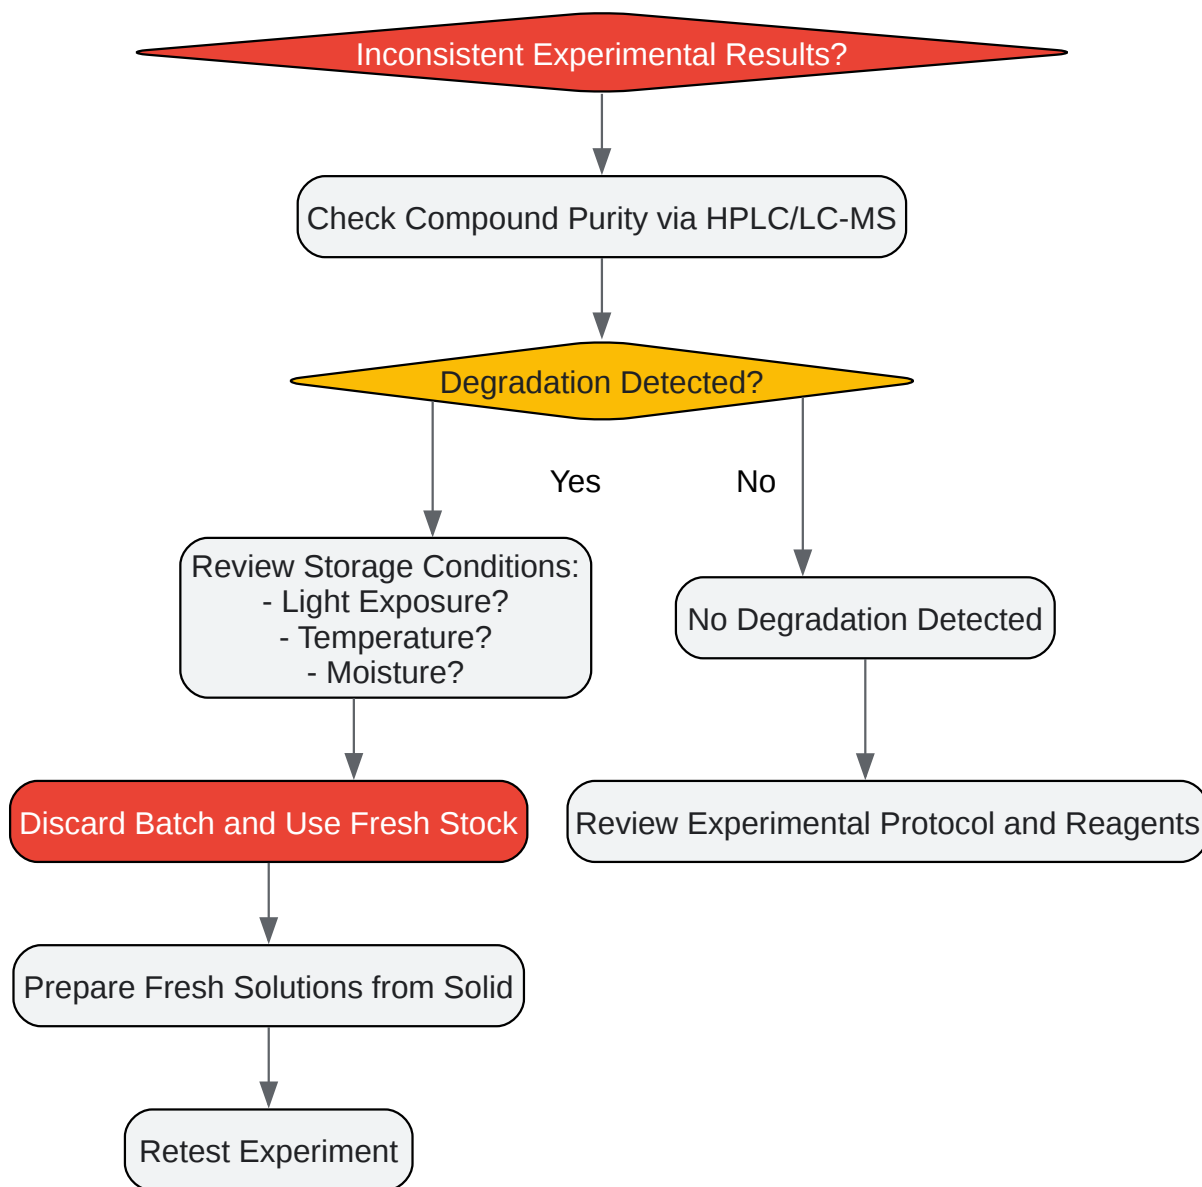 Inconsistent Experimental Results?
Check Compound Purity via HPLC/LC-MS
Degradation Detected?
Yes
No
Review Storage Conditions:
- Light Exposure?
- Temperature?
- Moisture?
No Degradation Detected
Discard Batch and Use Fresh Stock
Review Experimental Protocol and Reagents
Prepare Fresh Solutions from Solid
Retest Experiment